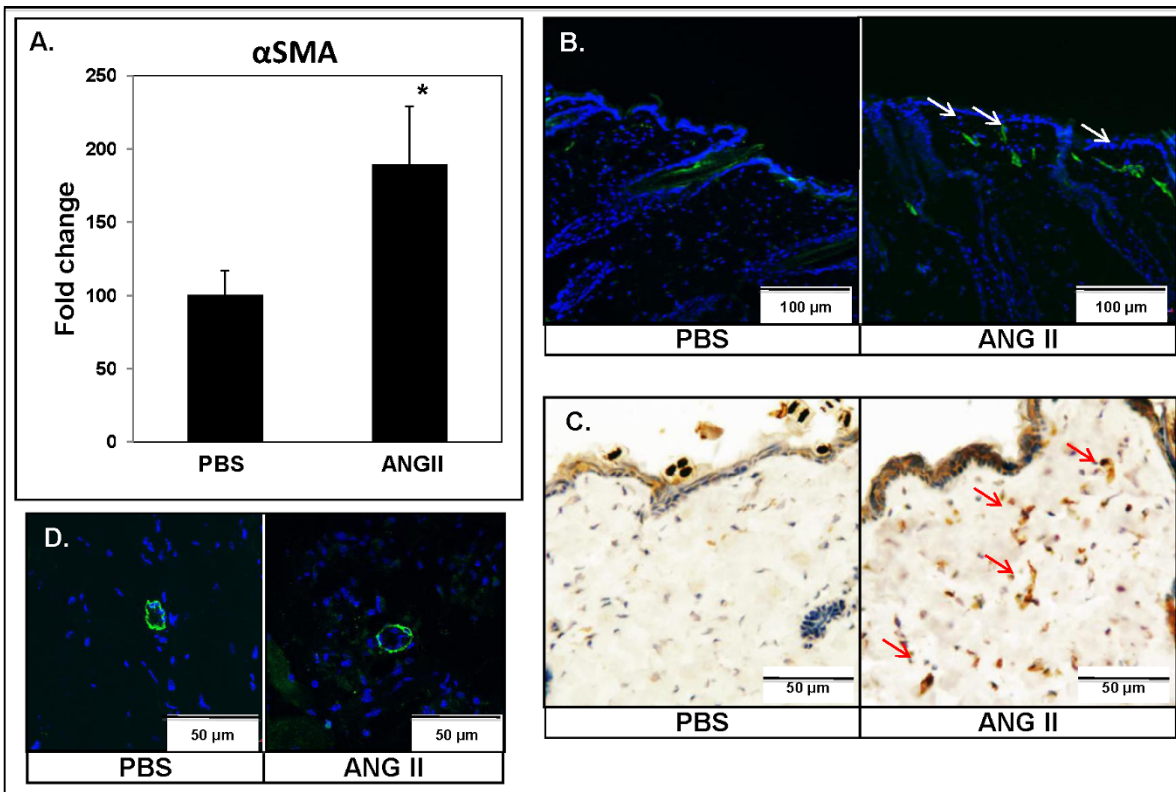 A.
αSMA
250
200
150
100
50
0
Fold change
*
PBS
ANGII
B.
100 µm
100 µm
PBS
ANG II
C.
50 µm
50 µm
PBS
ANG II
D.
50 µm
50 µm
PBS
ANG II